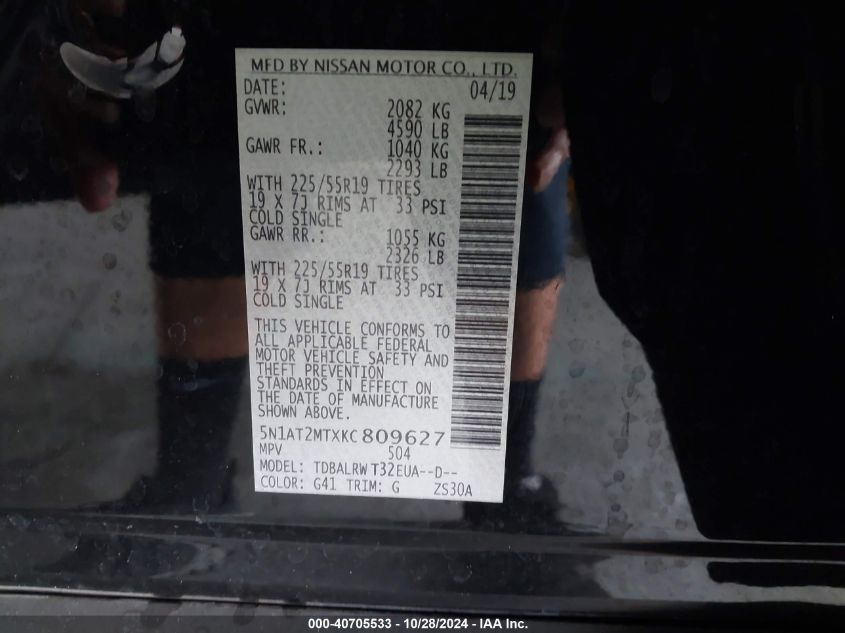 MFD BY NISSAN MOTOR CO., LTD.
DATE: 04/19
GVWR: 2082 KG
4590 LB
GAWR FR.: 1040 KG
2293 LB
WITH 225/55R19 TIRES
19 X 7J RIMS AT 33 PSI
COLD SINGLE
GAWR RR.: 1055 KG
2326 LB
WITH 225/55R19 TIRES
19 X 7J RIMS AT 33 PSI
COLD SINGLE
THIS VEHICLE CONFORMS TO
ALL APPLICABLE FEDERAL
MOTOR VEHICLE SAFETY AND
THEFT PREVENTION
STANDARDS IN EFFECT ON
THE DATE OF MANUFACTURE
SHOWN ABOVE.
5N1AT2MTXKC809627
MPV 504
MODEL: TDBALRW T32EUA--D--
COLOR: G41 TRIM: G ZS30A
000-40705533 - 10/28/2024 - IAA Inc.